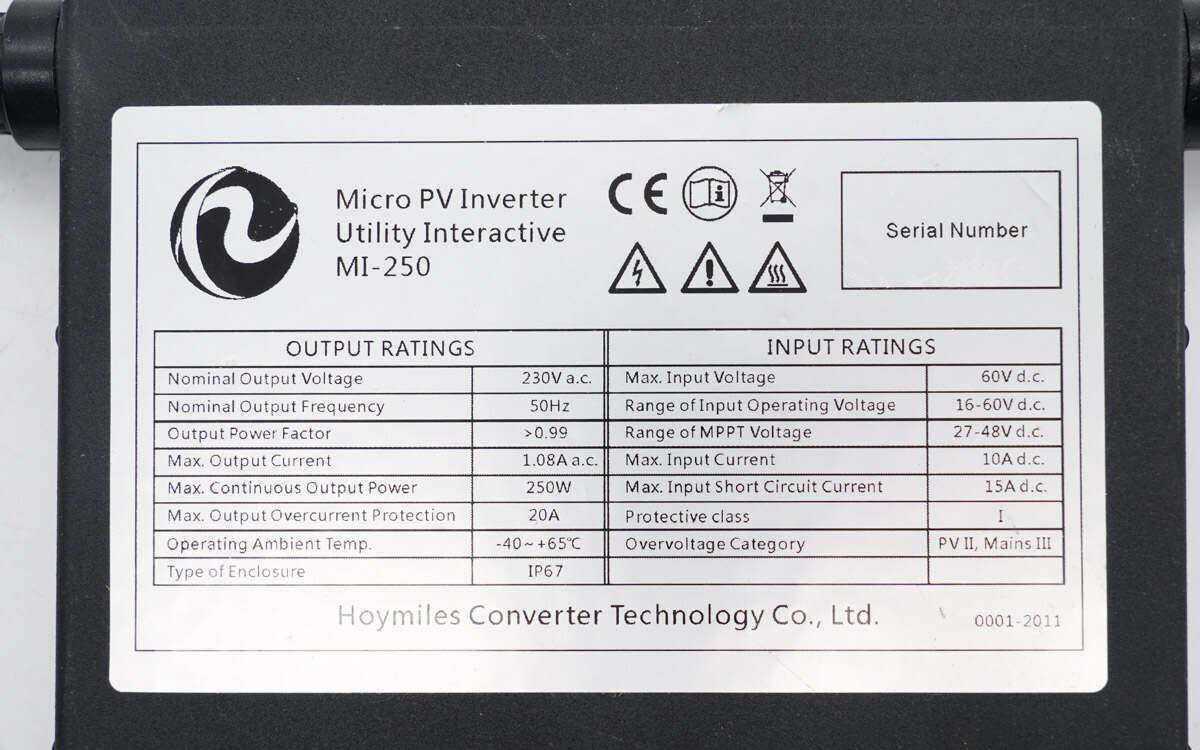 Micro PV Inverter
Utility Interactive
MI-250
CE
Serial Number
OUTPUT RATINGS INPUT RATINGS
Nominal Output Voltage 230V a.c. Max. Input Voltage 60V d.c.
Nominal Output Frequency 50Hz Range of Input Operating Voltage 16-60V d.c.
Output Power Factor >0.99 Range of MPPT Voltage 27-48V d.c.
Max. Output Current 1.08A a.c. Max. Input Current 10A d.c.
Max. Continuous Output Power 250W Max. Input Short Circuit Current 15A d.c.
Max. Output Overcurrent Protection 20A Protective class I
Operating Ambient Temp. -40~+65℃ Overvoltage Category PV II, Mains III
Type of Enclosure IP67
Hoymiles Converter Technology Co., Ltd. 0001-2011